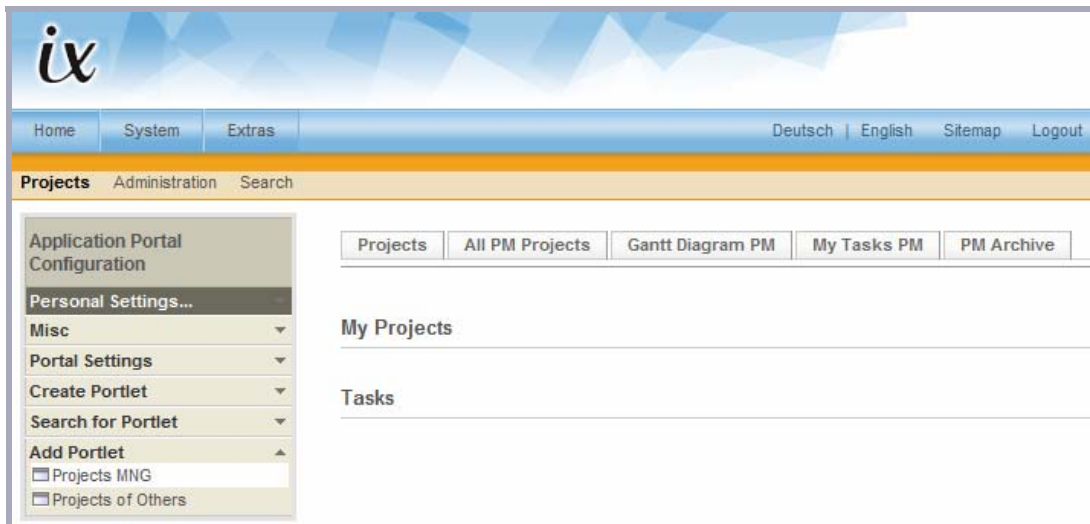 ix
Home System Extras Deutsch | English Sitemap Logout
Projects Administration Search
Application Portal
Configuration
Personal Settings...
Misc
Portal Settings
Create Portlet
Search for Portlet
Add Portlet
Projects MNG
Projects of Others
Projects All PM Projects Gantt Diagram PM My Tasks PM PM Archive
My Projects
Tasks